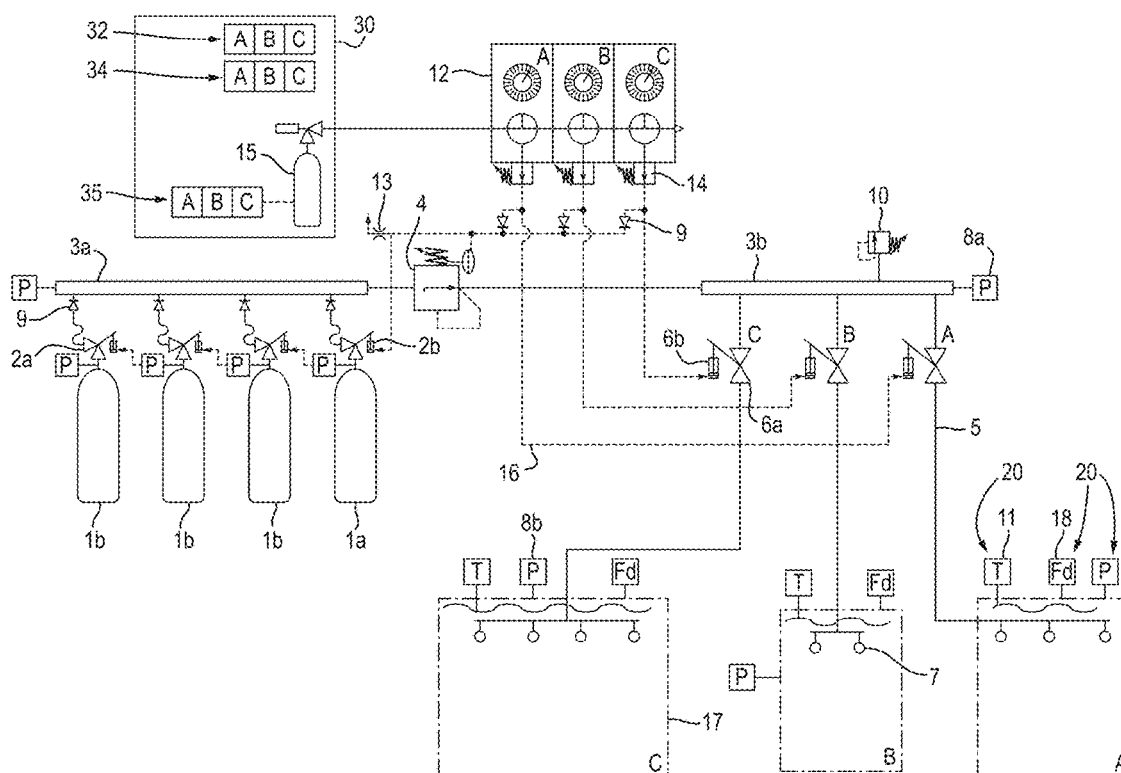 32 A B C 30
34 A B C
12 A B C
15
35 A B C
13 4 14
9
10
3a 3b 8a
P P
9
2a 2b
P P P P
C B A
6b
6a
5
16
1b 1b 1b 1a
20 20
11 18
8b
T P Fd
T Fd
T Fd P
P
7
17
C B A